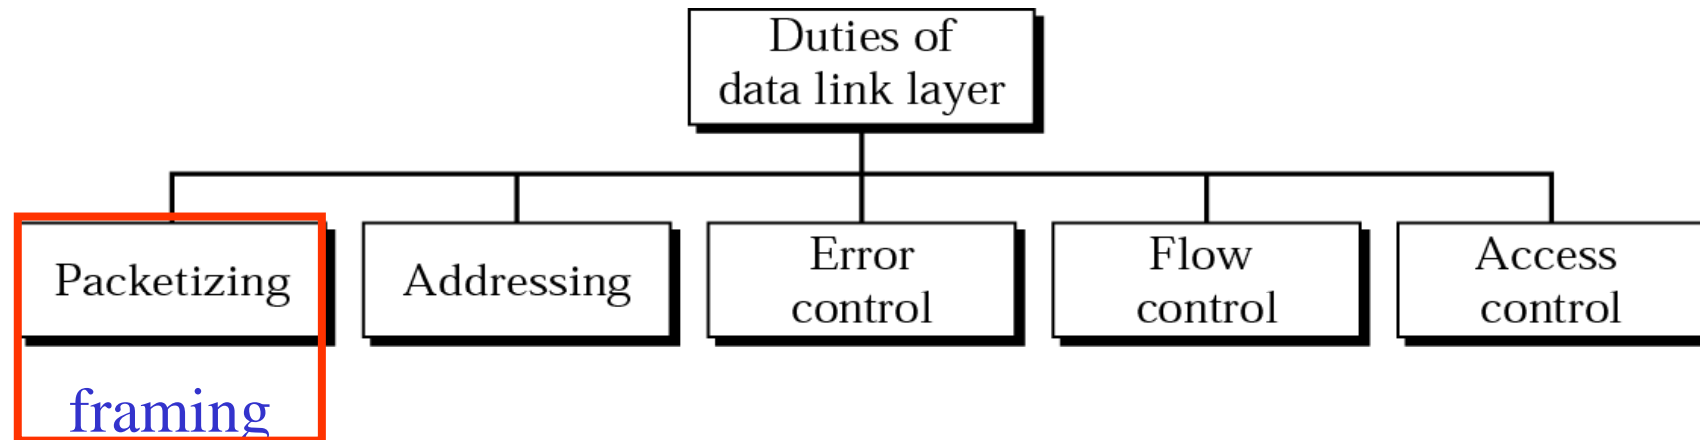 Duties of
data link layer
Packetizing
Addressing
Error
control
Flow
control
Access
control
framing